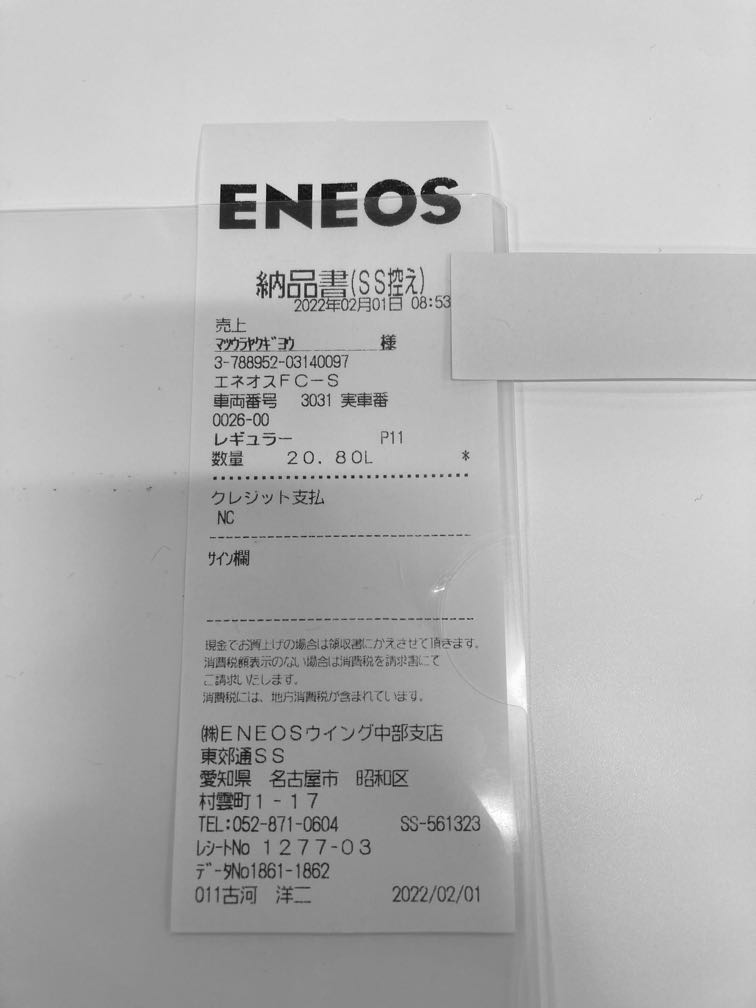 ENEOS
納品書(SS控え)
2022年02月01日 08:53
売上
マツウラヤクギヨウ 様
3-788952-03140097
エネオスFC-S
車両番号 3031 実車番
0026-00
レギュラー P11
数量 20.80L *
クレジット支払
NC
サイン欄
現金でお買上げの場合は領収書にかえさせて頂きます。
消費税額表示のない場合は消費税を請求書にて
ご請求いたします。
消費税には、地方消費税が含まれています。
(株)ENEOSウイング中部支店
東郊通SS
愛知県 名古屋市 昭和区
村雲町1-17
TEL:052-871-0604 SS-561323
レシートNo 1277-03
データNo1861-1862
011古河 洋二 2022/02/01